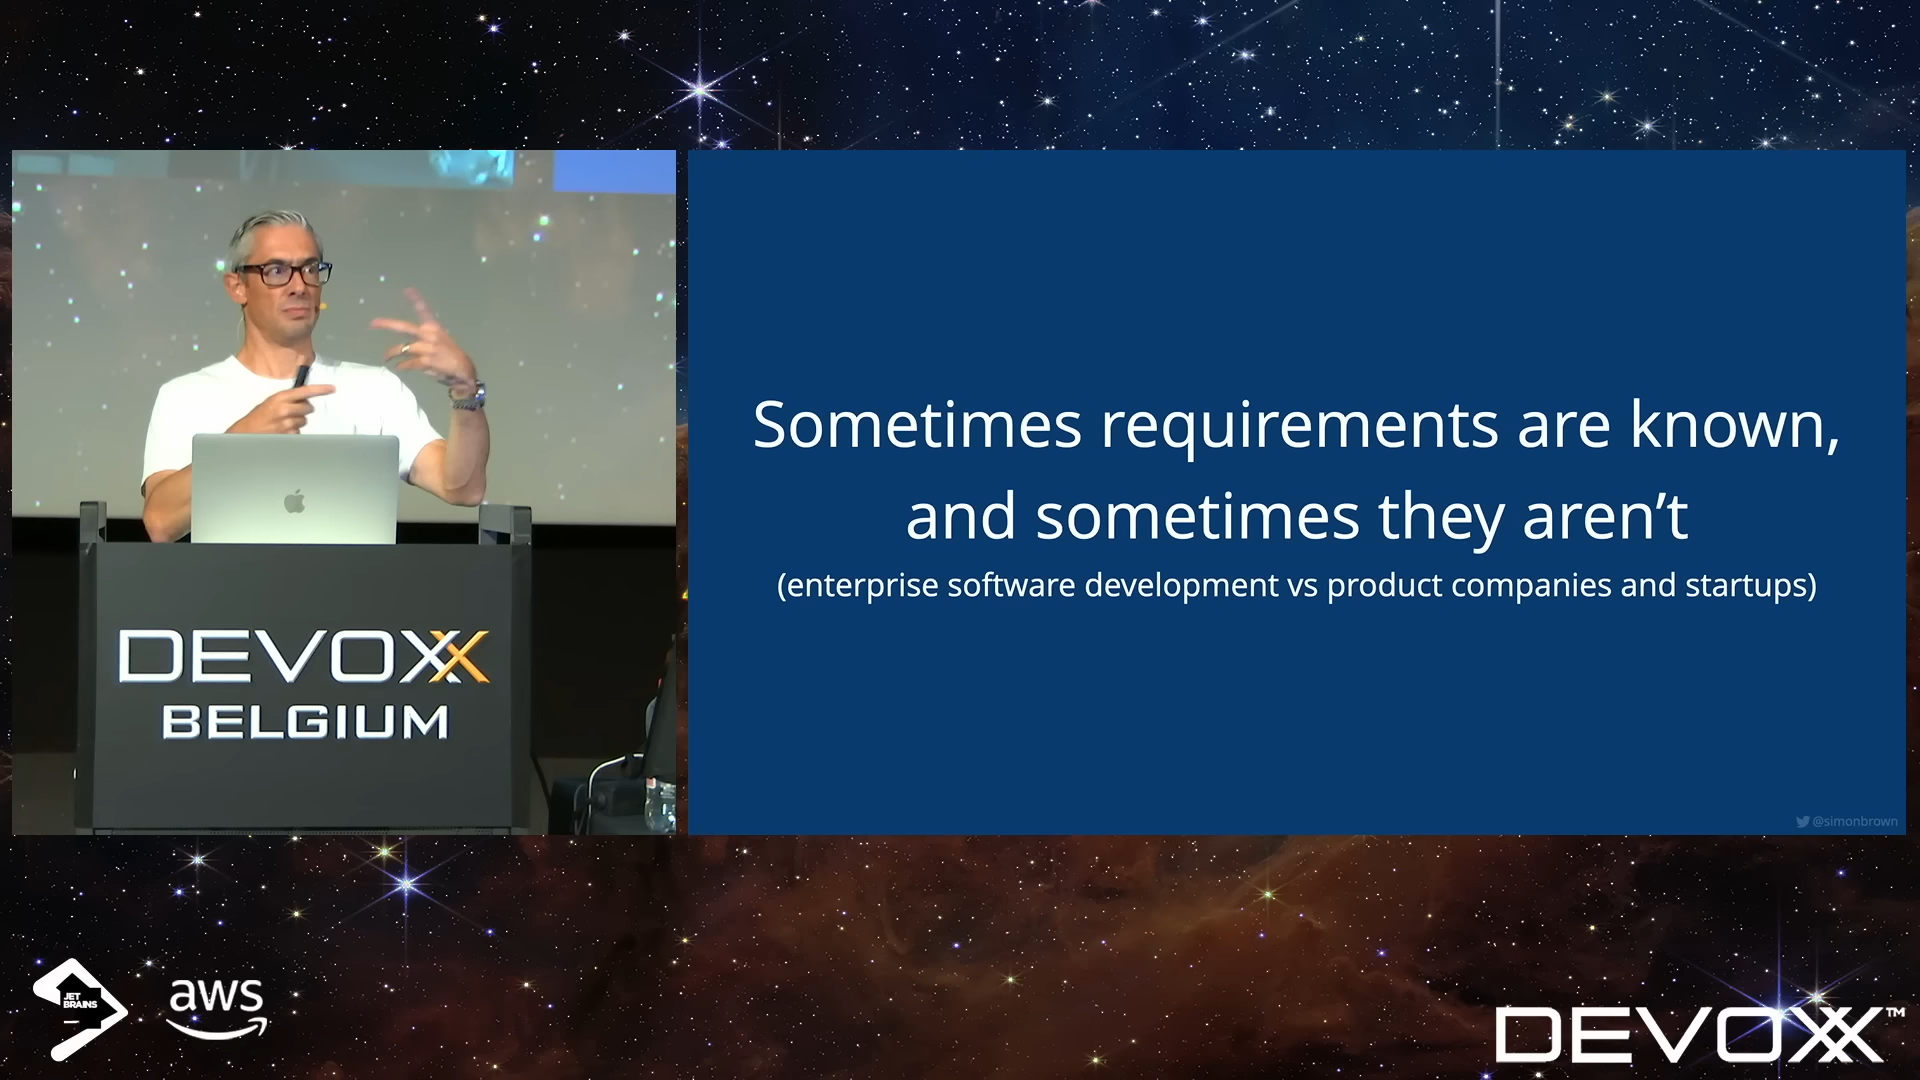 Sometimes requirements are known,
and sometimes they aren’t
(enterprise software development vs product companies and startups)
@simonbrown
DEVOXX
BELGIUM
JET
BRAINS
aws
DEVOXX™